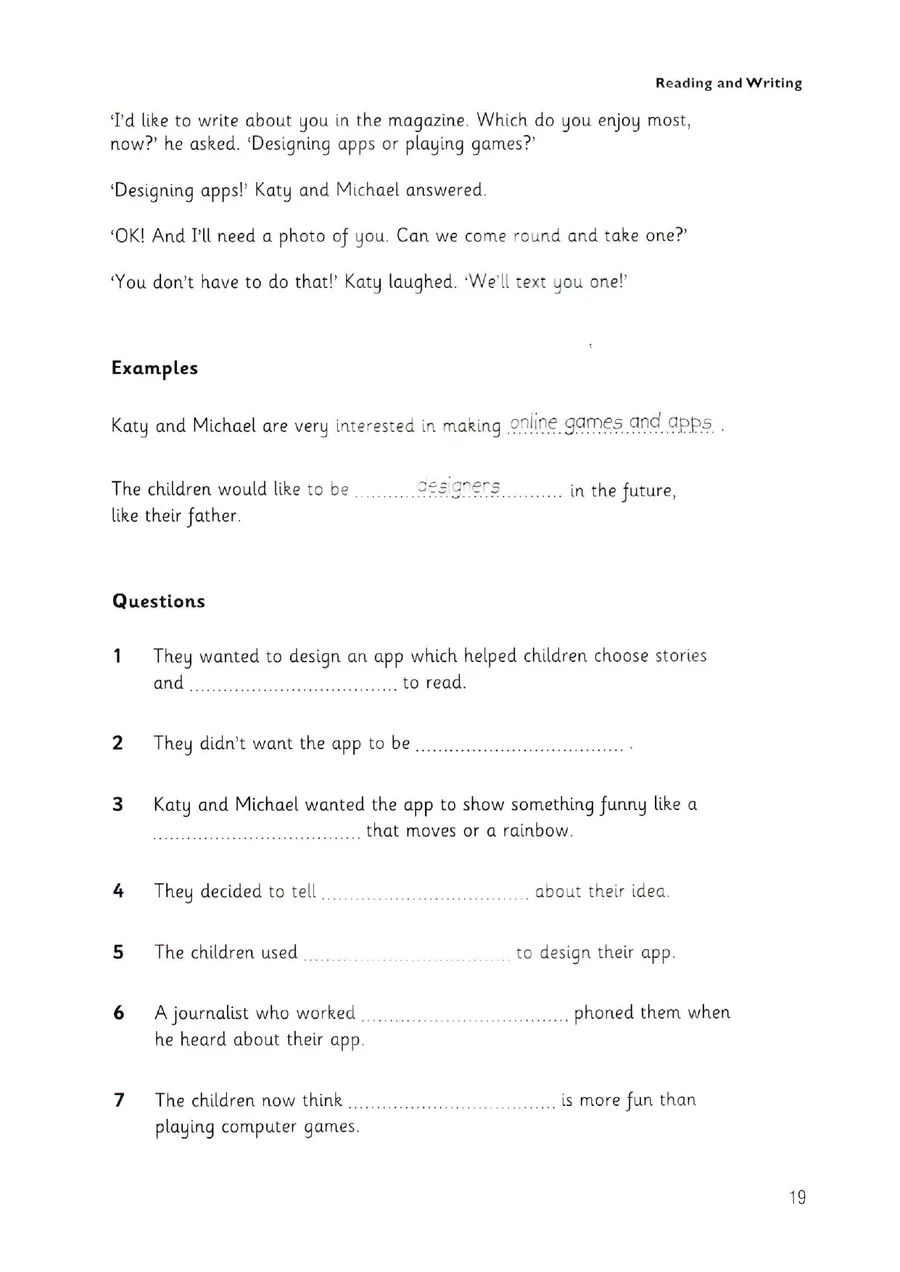 Reading and Writing
‘I’d like to write about you in the magazine. Which do you enjoy most,
now?’ he asked. ‘Designing apps or playing games?’
‘Designing apps!’ Katy and Michael answered.
‘OK! And I’ll need a photo of you. Can we come round and take one?’
‘You don’t have to do that!’ Katy laughed. ‘We’ll text you one!’
Examples
Katy and Michael are very interested in making online games and apps .
The children would like to be ..........designers........... in the future,
like their father.
Questions
1 They wanted to design an app which helped children choose stories
and ..................................... to read.
2 They didn’t want the app to be ..................................... .
3 Katy and Michael wanted the app to show something funny like a
..................................... that moves or a rainbow.
4 They decided to tell ..................................... about their idea.
5 The children used ..................................... to design their app.
6 A journalist who worked ..................................... phoned them when
he heard about their app.
7 The children now think ..................................... is more fun than
playing computer games.
19